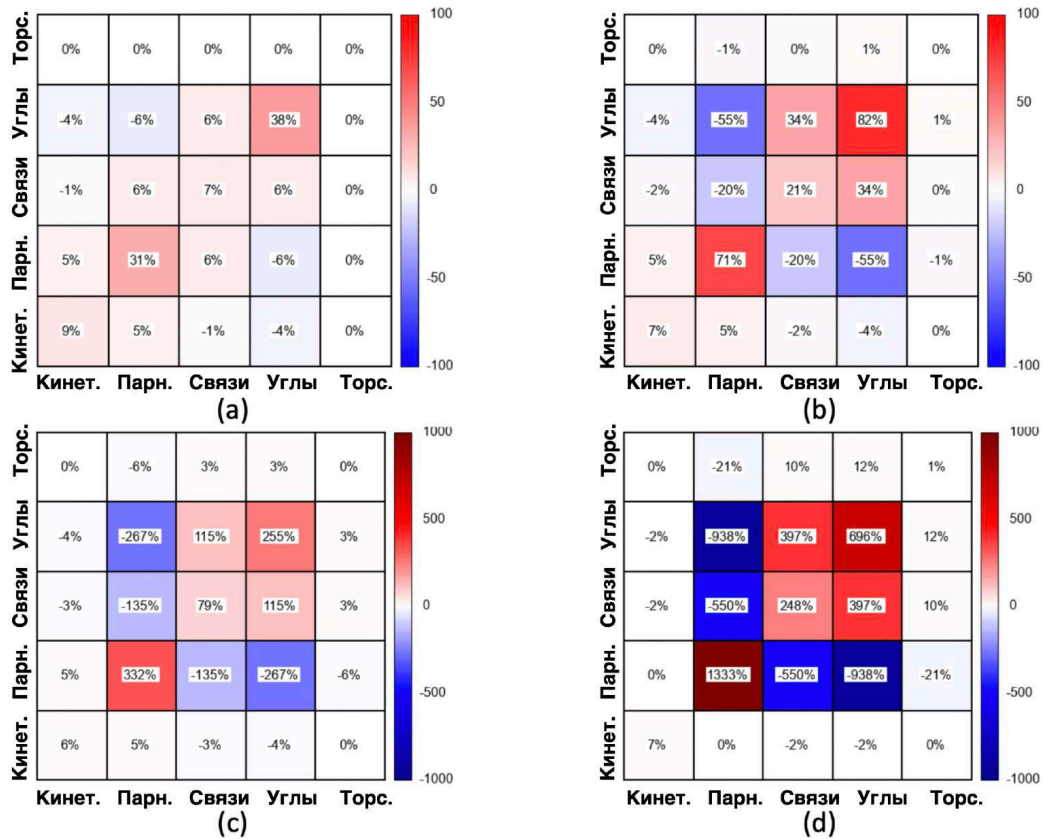 Торс. 0% 0% 0% 0% 0% 100
Углы -4% -6% 6% 38% 0% 50
Связи -1% 6% 7% 6% 0% 0
Парн. 5% 31% 6% -6% 0% -50
Кинет. 9% 5% -1% -4% 0% -100
Кинет. Парн. Связи Углы Торс.
(a)
Торс. 0% -1% 0% 1% 0% 100
Углы -4% -55% 34% 82% 1% 50
Связи -2% -20% 21% 34% 0% 0
Парн. 5% 71% -20% -55% -1% -50
Кинет. 7% 5% -2% -4% 0% -100
Кинет. Парн. Связи Углы Торс.
(b)
Торс. 0% -6% 3% 3% 0% 1000
Углы -4% -267% 115% 255% 3% 500
Связи -3% -135% 79% 115% 3% 0
Парн. 5% 332% -135% -267% -6% -500
Кинет. 6% 5% -3% -4% 0% -1000
Кинет. Парн. Связи Углы Торс.
(c)
Торс. 0% -21% 10% 12% 1% 1000
Углы -2% -938% 397% 696% 12% 500
Связи -2% -550% 248% 397% 10% 0
Парн. 0% 1333% -550% -938% -21% -500
Кинет. 7% 0% -2% -2% 0% -1000
Кинет. Парн. Связи Углы Торс.
(d)